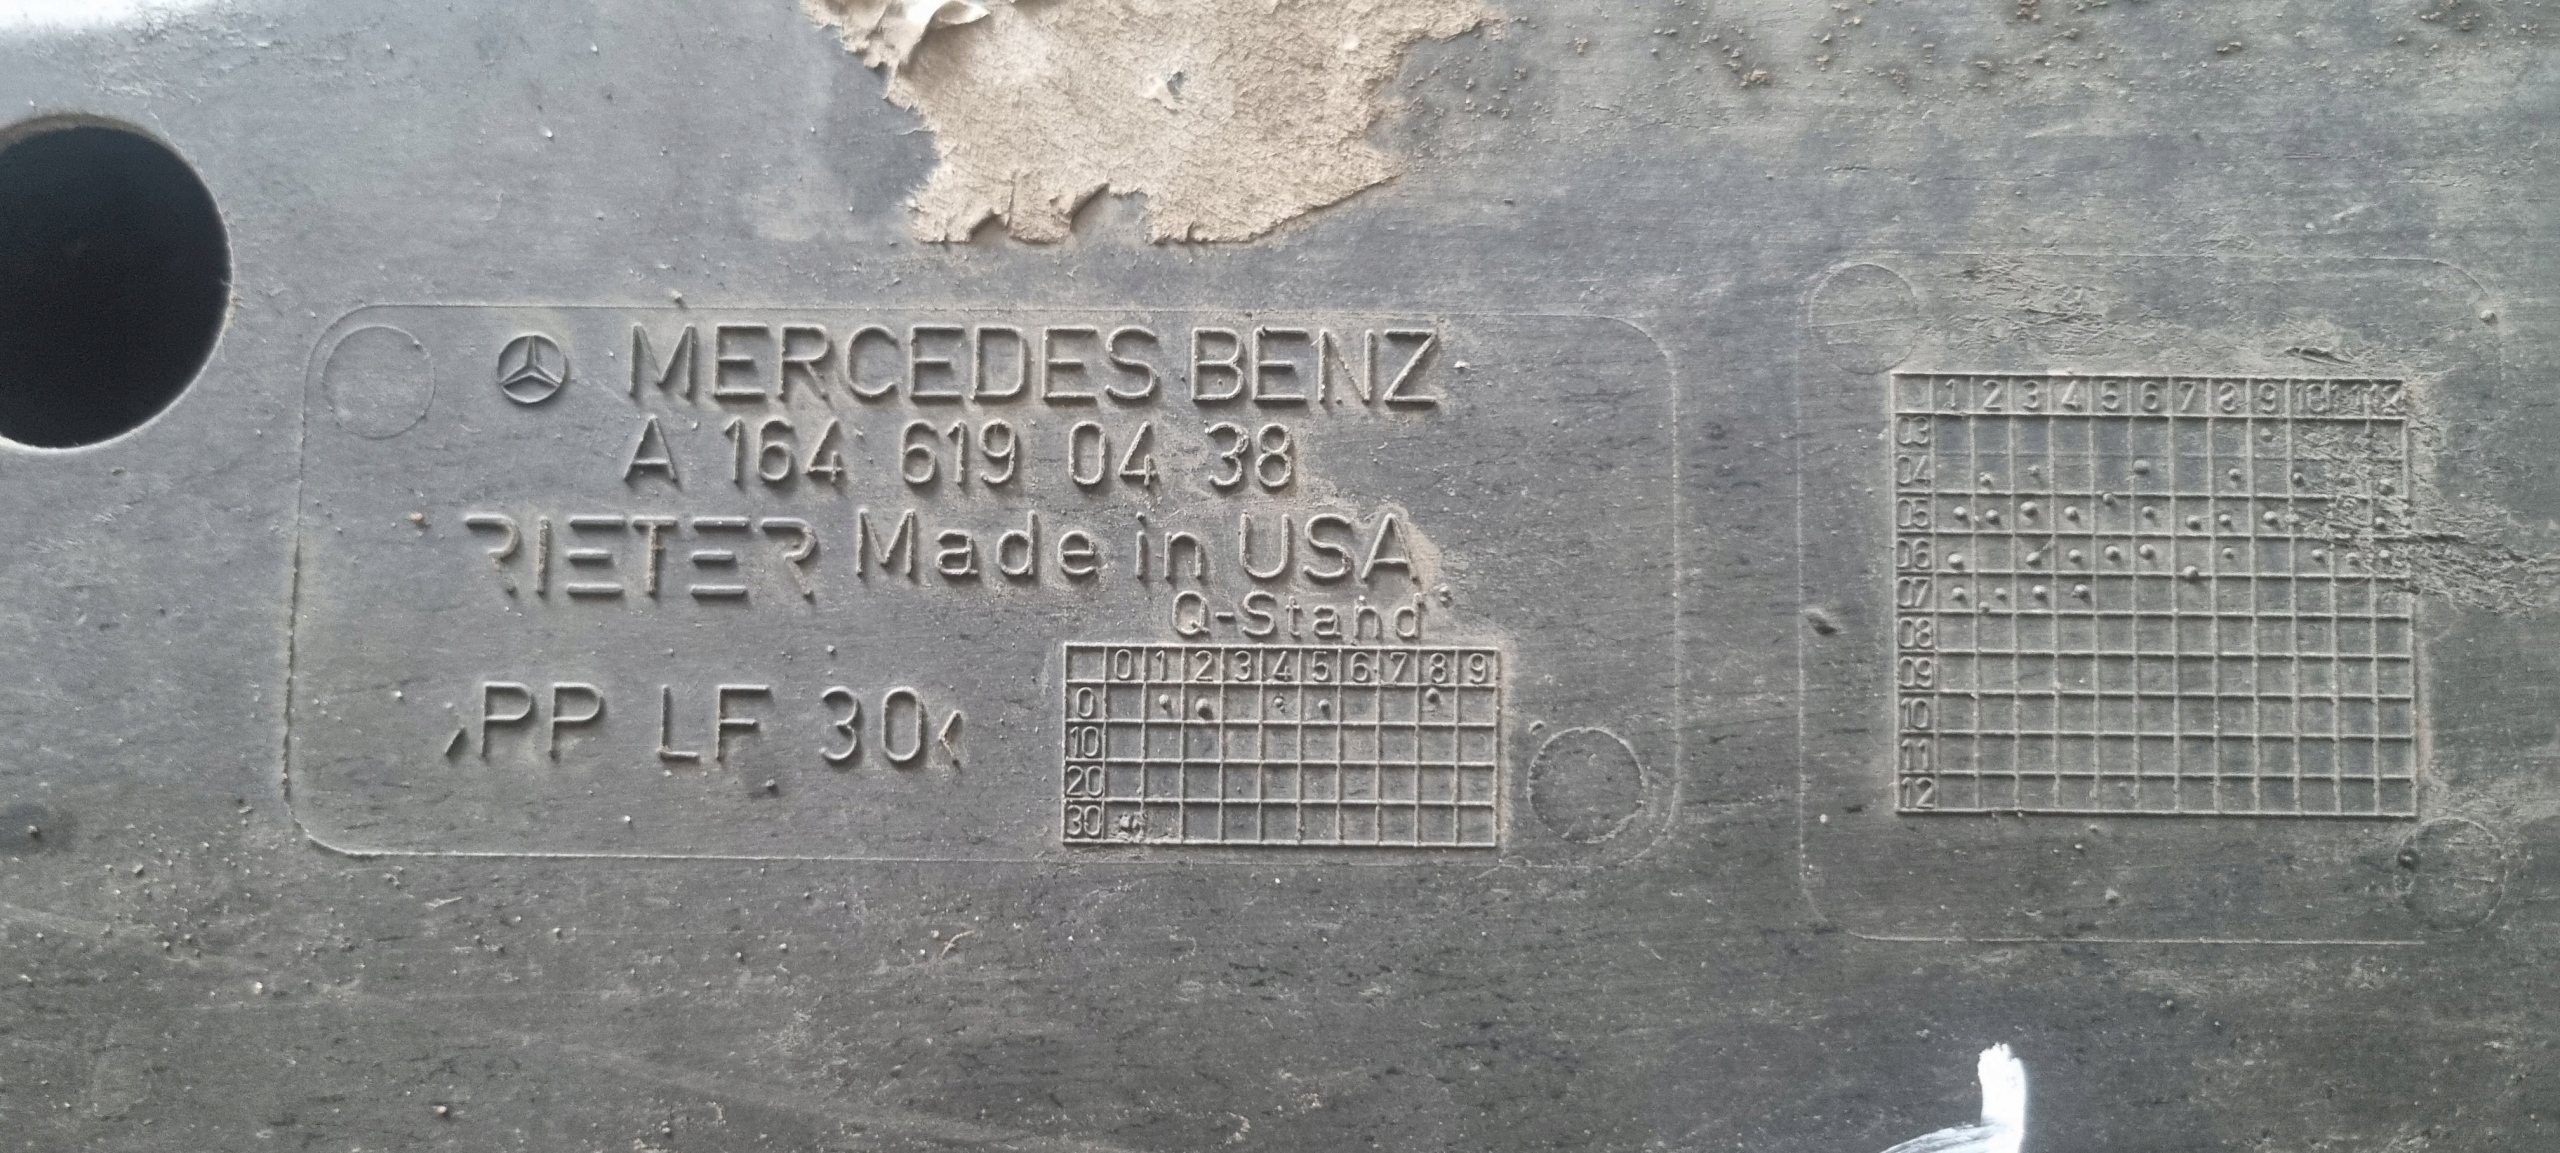 MERCEDES BENZ
A 164 619 04 38
RIETER Made in USA
Q-Stand
>PP LF 30<
0 1 2 3 4 5 6 7 8 9
0
10
20
30
1 2 3 4 5 6 7 8 9 10 11 12
03
04
05
06
07
08
09
10
11
12